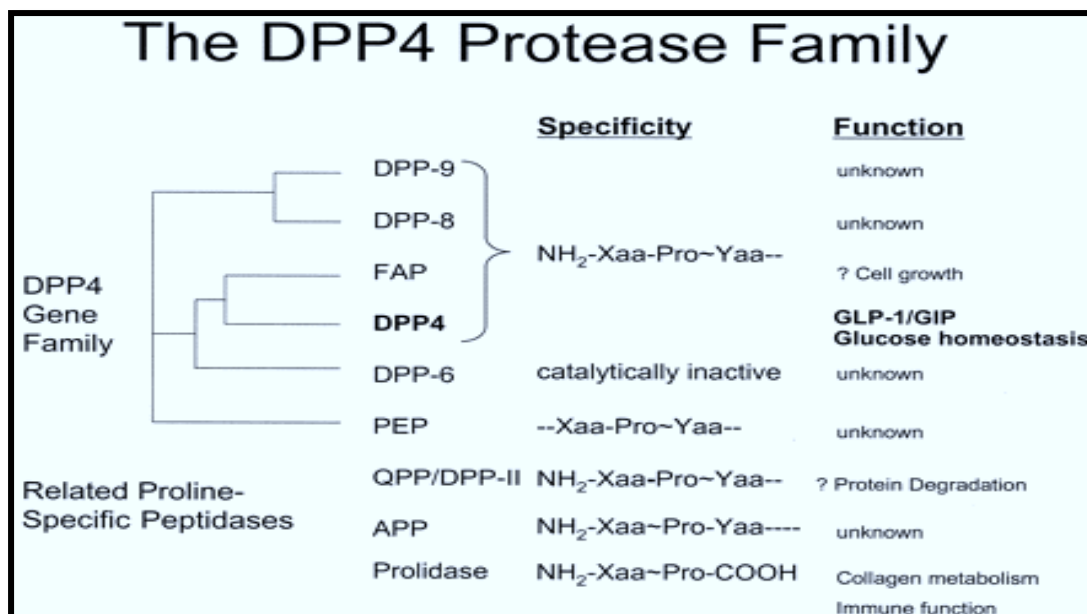 The DPP4 Protease Family
Specificity Function
DPP4
Gene
Family
DPP-9 unknown
DPP-8 unknown
NH₂-Xaa-Pro~Yaa--
FAP ? Cell growth
DPP4 GLP-1/GIP
Glucose homeostasis
DPP-6 catalytically inactive unknown
PEP --Xaa-Pro~Yaa-- unknown
Related Proline-
Specific Peptidases
QPP/DPP-II NH₂-Xaa-Pro~Yaa-- ? Protein Degradation
APP NH₂-Xaa~Pro-Yaa---- unknown
Prolidase NH₂-Xaa~Pro-COOH Collagen metabolism
Immune function